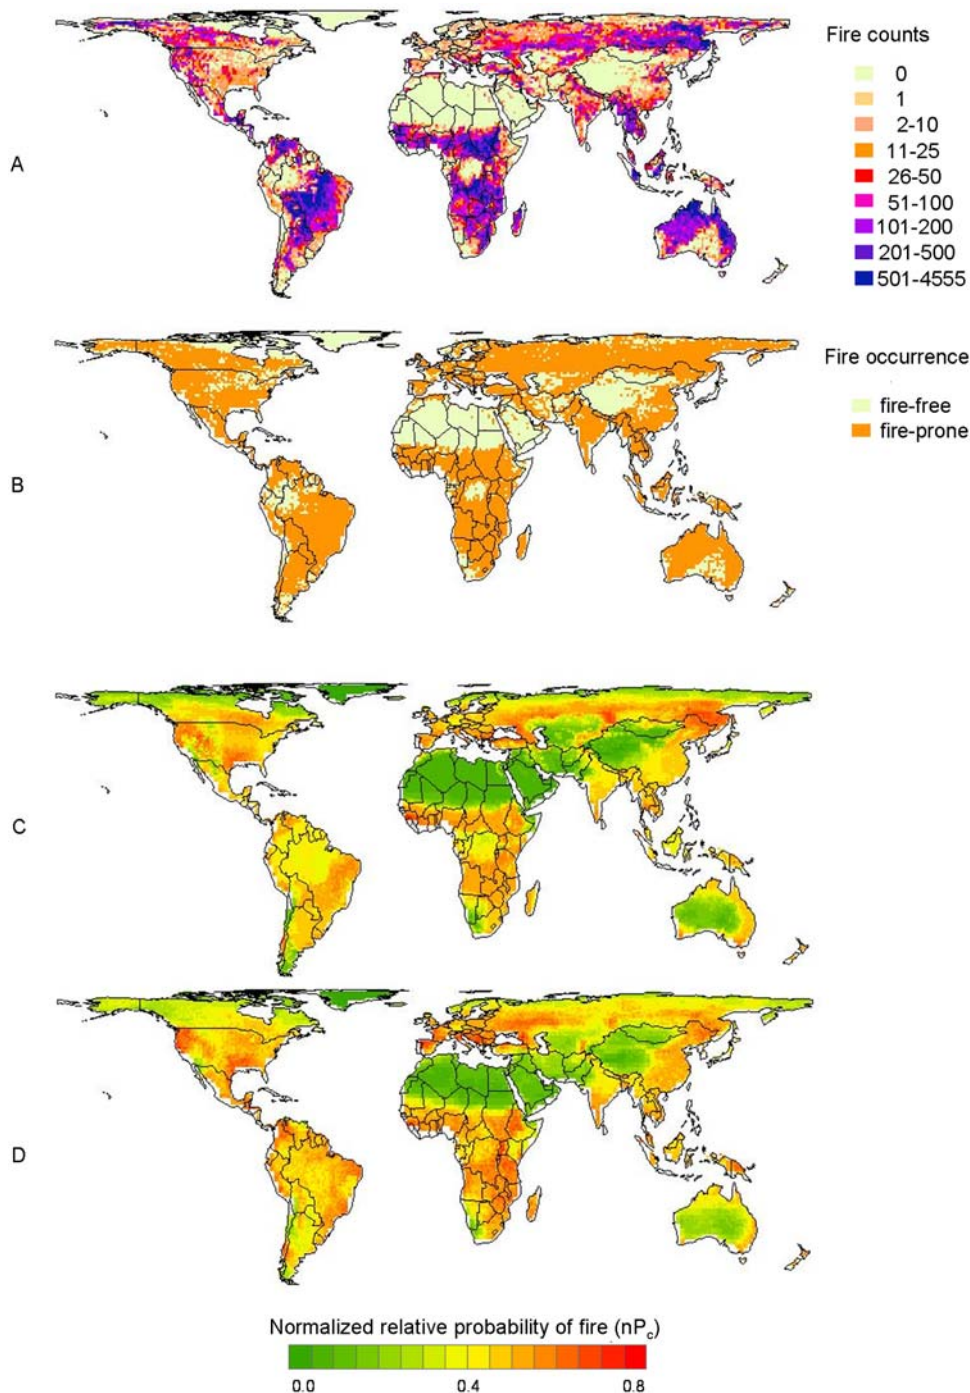 Fire counts
0
1
2-10
11-25
26-50
51-100
101-200
201-500
501-4555
A
Fire occurrence
fire-free
fire-prone
B
C
D
Normalized relative probability of fire (nPc)
0.0 0.4 0.8